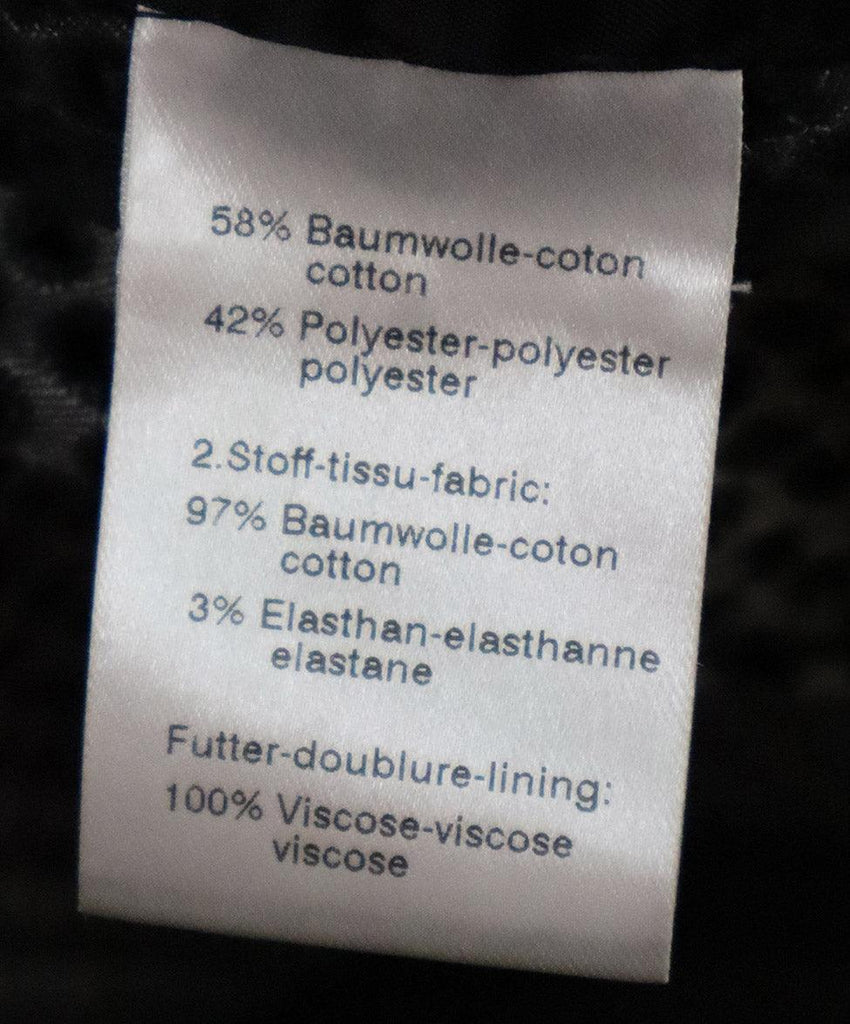 58% Baumwolle-coton
cotton
42% Polyester-polyester
polyester
2.Stoff-tissu-fabric:
97% Baumwolle-coton
cotton
3% Elasthan-elasthanne
elastane
Futter-doublure-lining:
100% Viscose-viscose
viscose